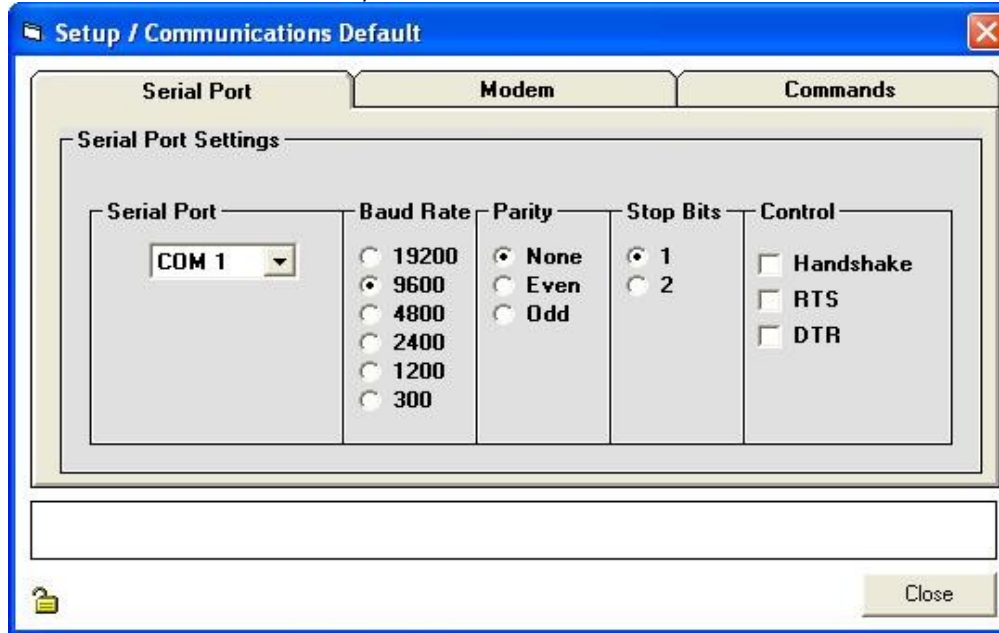 Setup / Communications Default
Serial Port Modem Commands
Serial Port Settings
Serial Port
COM 1
Baud Rate
19200
9600
4800
2400
1200
300
Parity
None
Even
Odd
Stop Bits
1
2
Control
Handshake
RTS
DTR
Close